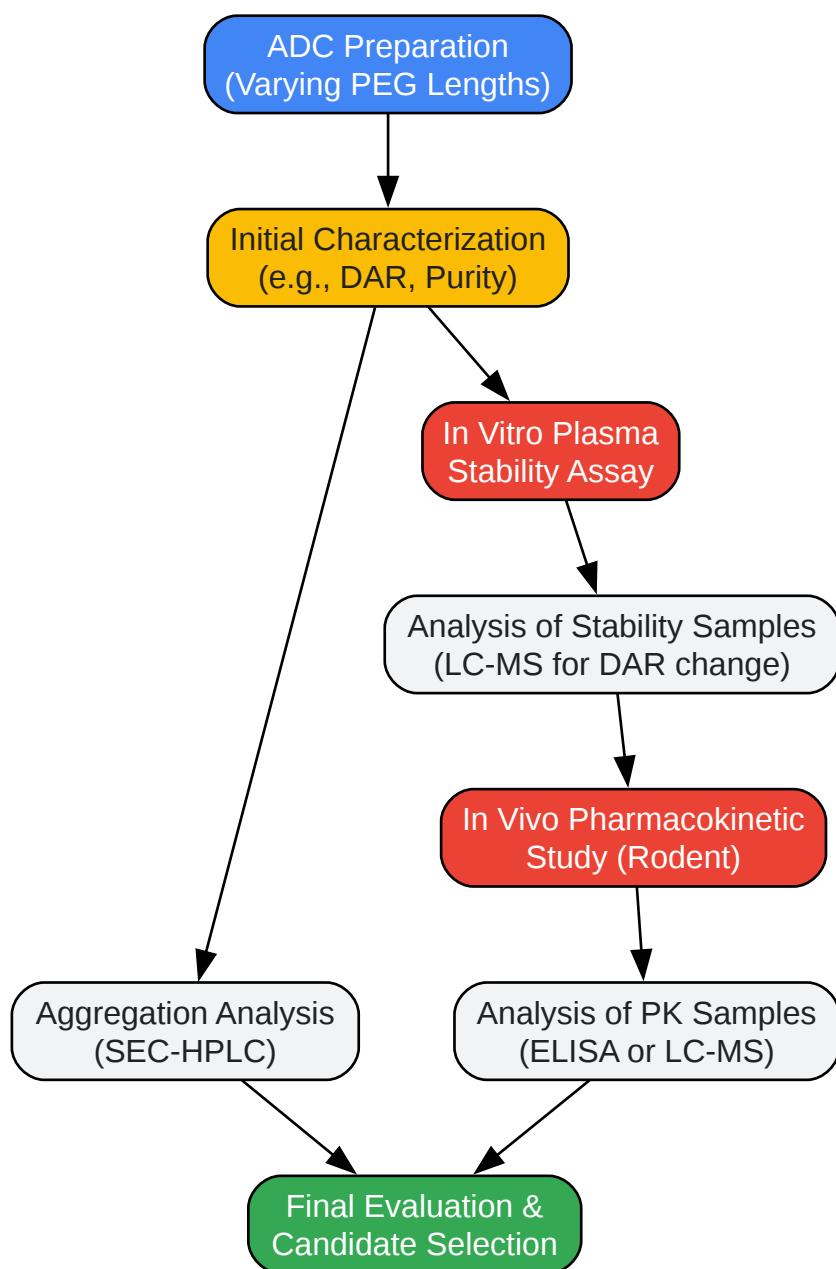 ADC Preparation
(Varying PEG Lengths)
Initial Characterization
(e.g., DAR, Purity)
In Vitro Plasma
Stability Assay
Analysis of Stability Samples
(LC-MS for DAR change)
In Vivo Pharmacokinetic
Study (Rodent)
Aggregation Analysis
(SEC-HPLC)
Analysis of PK Samples
(ELISA or LC-MS)
Final Evaluation &
Candidate Selection